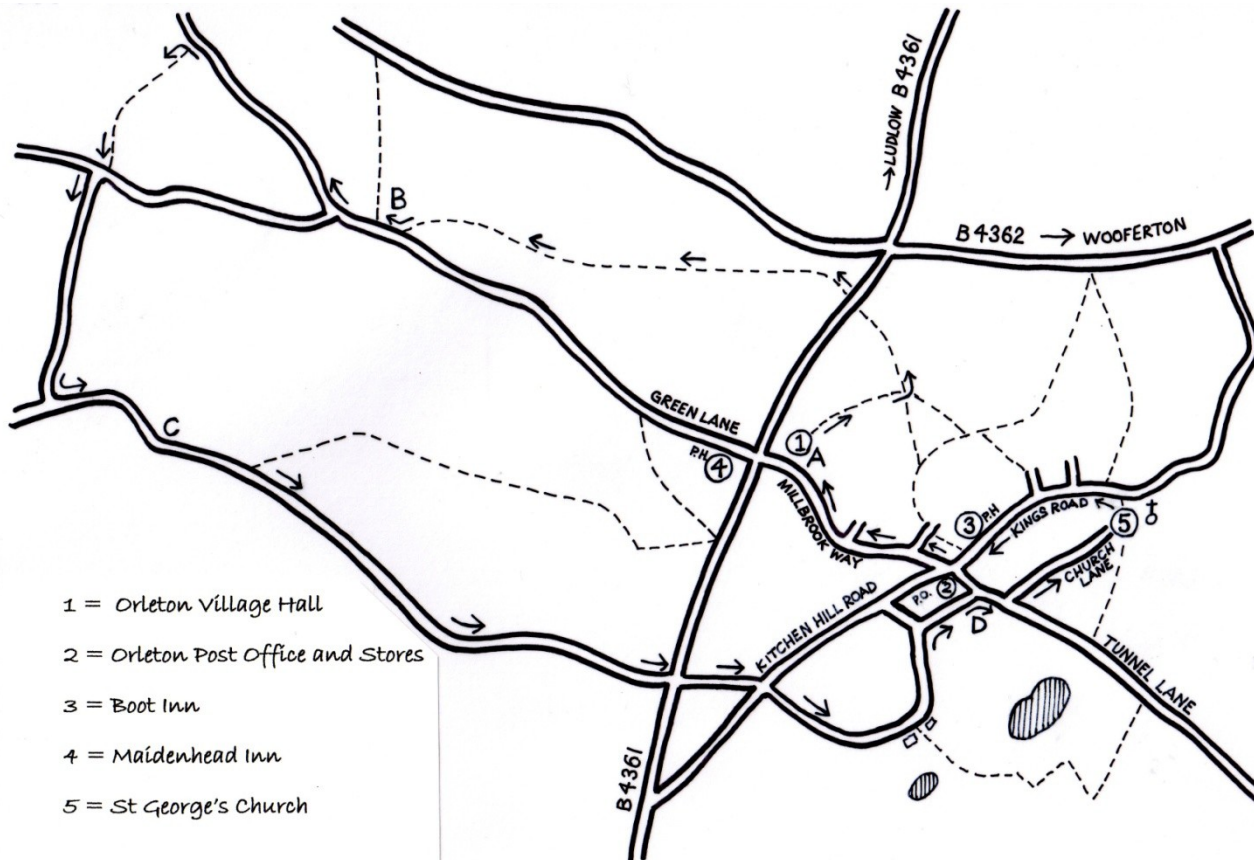 → LUDLOW B4361
B 4362 → WOOFERTON
B
GREEN LANE
C
P.H. 4
1
A
MILLBROOK WAY
3 P.H
KINGS ROAD
5
CHURCH LANE
KITCHEN HILL ROAD
P.O. 2
D
TUNNEL LANE
B4361
1 = Orleton Village Hall
2 = Orleton Post Office and Stores
3 = Boot Inn
4 = Maidenhead Inn
5 = St George's Church